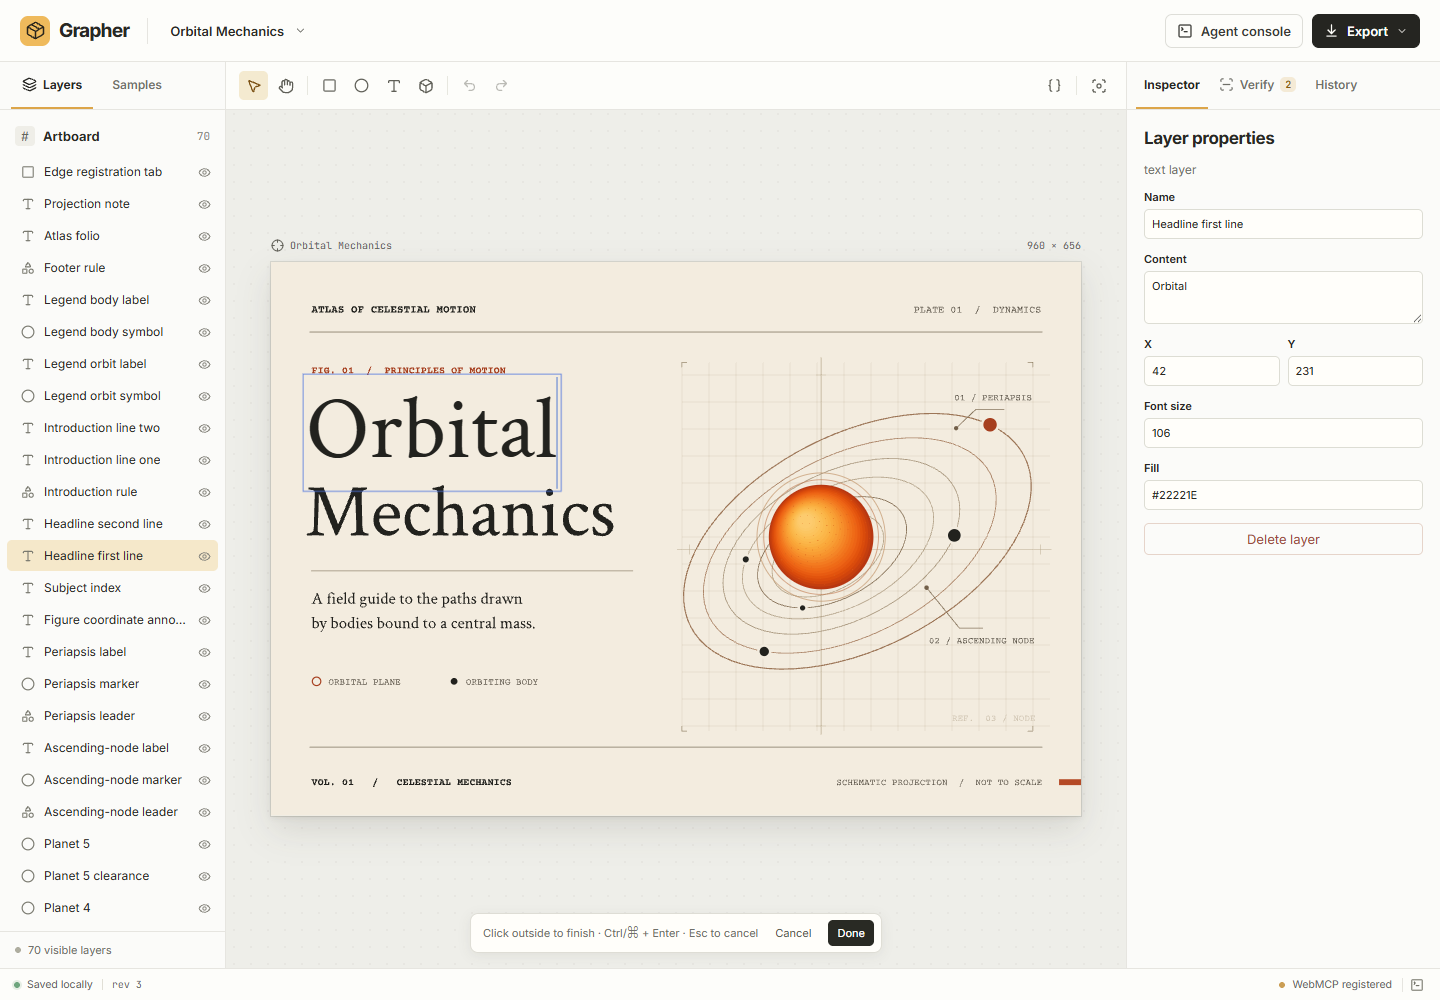 Grapher
Orbital Mechanics
Agent console
Export
Layers
Samples
Inspector
Verify 2
History
# Artboard 70
Edge registration tab
Projection note
Atlas folio
Footer rule
Legend body label
Legend body symbol
Legend orbit label
Legend orbit symbol
Introduction line two
Introduction line one
Introduction rule
Headline second line
Headline first line
Subject index
Figure coordinate anno...
Periapsis label
Periapsis marker
Periapsis leader
Ascending-node label
Ascending-node marker
Ascending-node leader
Planet 5
Planet 5 clearance
Planet 4
70 visible layers
Orbital Mechanics
960 × 656
ATLAS OF CELESTIAL MOTION
PLATE 01 / DYNAMICS
FIG. 01 / PRINCIPLES OF MOTION
Orbital
Mechanics
A field guide to the paths drawn
by bodies bound to a central mass.
ORBITAL PLANE
ORBITING BODY
01 / PERIAPSIS
02 / ASCENDING NODE
REF. 03 / NODE
VOL. 01 / CELESTIAL MECHANICS
SCHEMATIC PROJECTION / NOT TO SCALE
Click outside to finish · Ctrl/⌘ + Enter · Esc to cancel
Cancel
Done
Layer properties
text layer
Name
Headline first line
Content
Orbital
X
Y
42
231
Font size
106
Fill
#22221E
Delete layer
Saved locally
rev 3
WebMCP registered